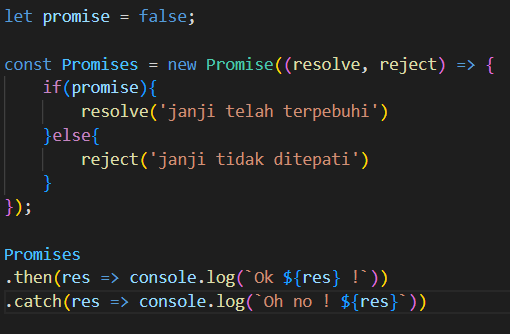 let promise = false;
const Promises = new Promise((resolve, reject) => {
if(promise){
resolve('janji telah terpebuhi')
}else{
reject('janji tidak ditepati')
}
});
Promises
.then(res => console.log(`Ok ${res} !`))
.catch(res => console.log(`Oh no ! ${res}`))